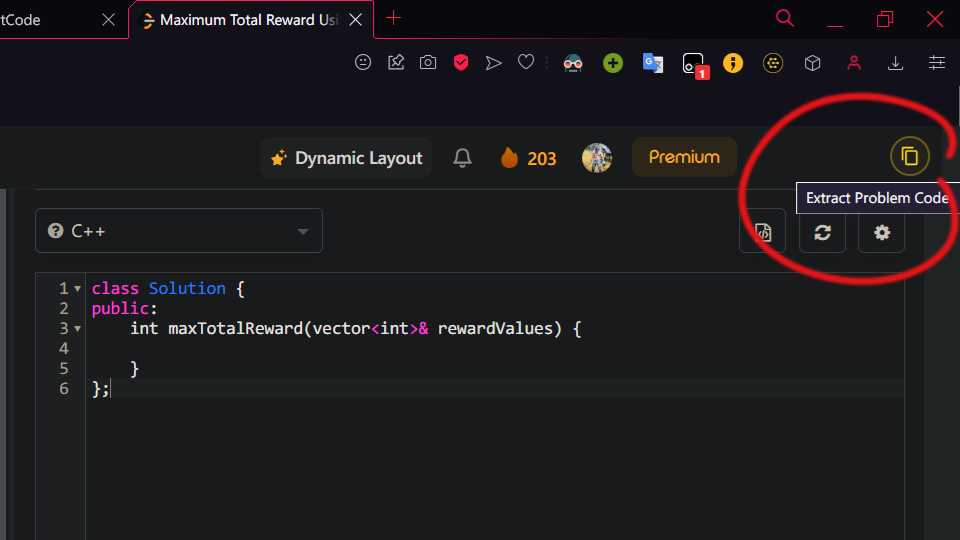 tCode
Maximum Total Reward Usi
1
Dynamic Layout
203
Premium
Extract Problem Code
C++
1 class Solution {
2 public:
3     int maxTotalReward(vector<int>& rewardValues) {
4
5     }
6 };